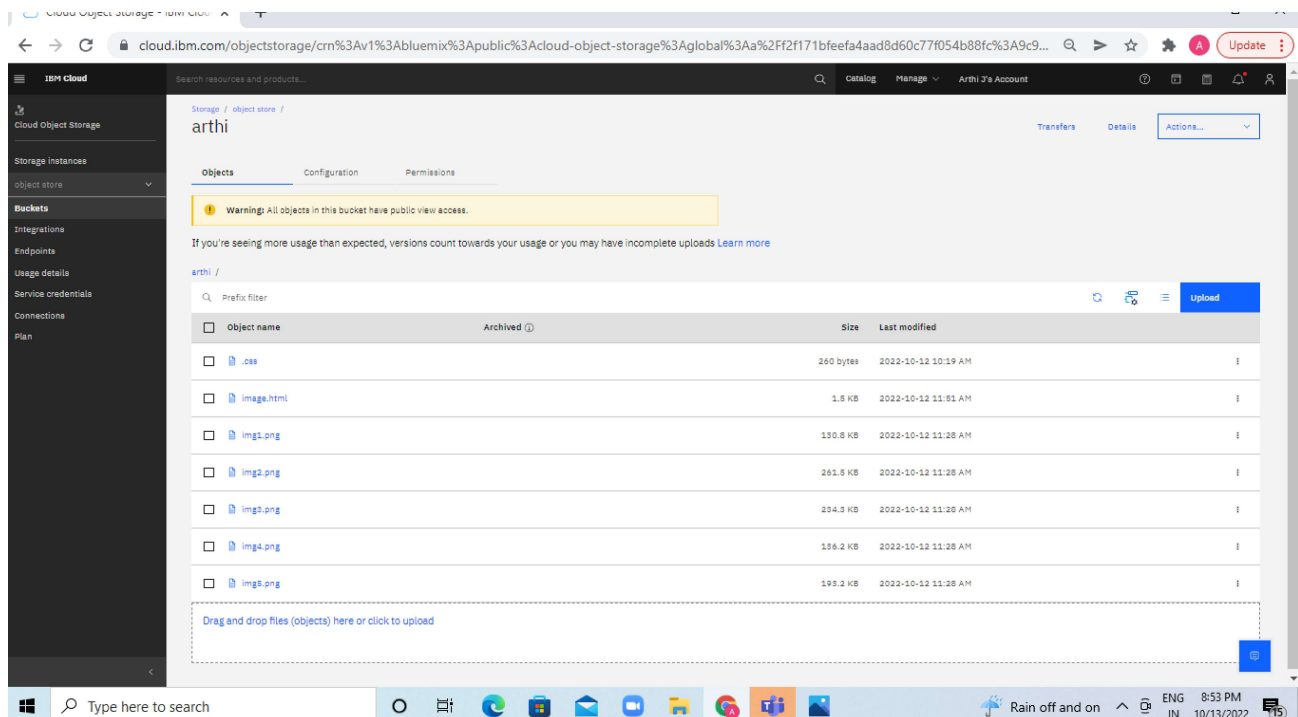 Cloud Object Storage - IBM Cloud
cloud.ibm.com/objectstorage/crn%3Av1%3Abluemix%3Apublic%3Acloud-object-storage%3Aglobal%3Aa%2Ff2f171bfeefa4aad8d60c77f054b88fc%3A9c9...
A
Update
IBM Cloud
Search resources and products...
Catalog
Manage
Arthi J's Account
Cloud Object Storage
Storage instances
object store
Buckets
Integrations
Endpoints
Usage details
Service credentials
Connections
Plan
Storage / object store /
arthi
Transfers
Details
Actions...
Objects
Configuration
Permissions
Warning: All objects in this bucket have public view access.
If you're seeing more usage than expected, versions count towards your usage or you may have incomplete uploads Learn more
arthi /
Prefix filter
Upload
Object name Archived Size Last modified
.css 260 bytes 2022-10-12 10:19 AM
image.html 1.5 KB 2022-10-12 11:51 AM
img1.png 130.8 KB 2022-10-12 11:28 AM
img2.png 261.5 KB 2022-10-12 11:28 AM
img3.png 234.3 KB 2022-10-12 11:28 AM
img4.png 136.2 KB 2022-10-12 11:28 AM
img5.png 193.2 KB 2022-10-12 11:28 AM
Drag and drop files (objects) here or click to upload
Type here to search
Rain off and on
ENG
IN
8:53 PM
10/13/2022
15